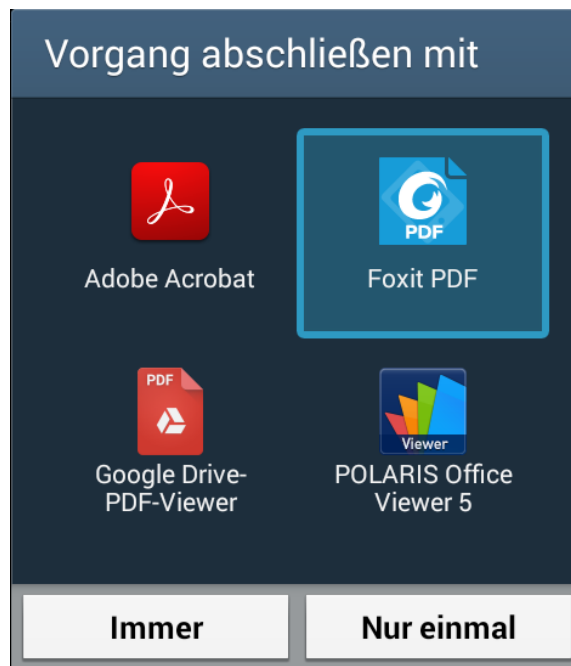 Vorgang abschließen mit
PDF
Adobe Acrobat
Foxit PDF
PDF
Viewer
Google Drive-
PDF-Viewer
POLARIS Office
Viewer 5
Immer
Nur einmal